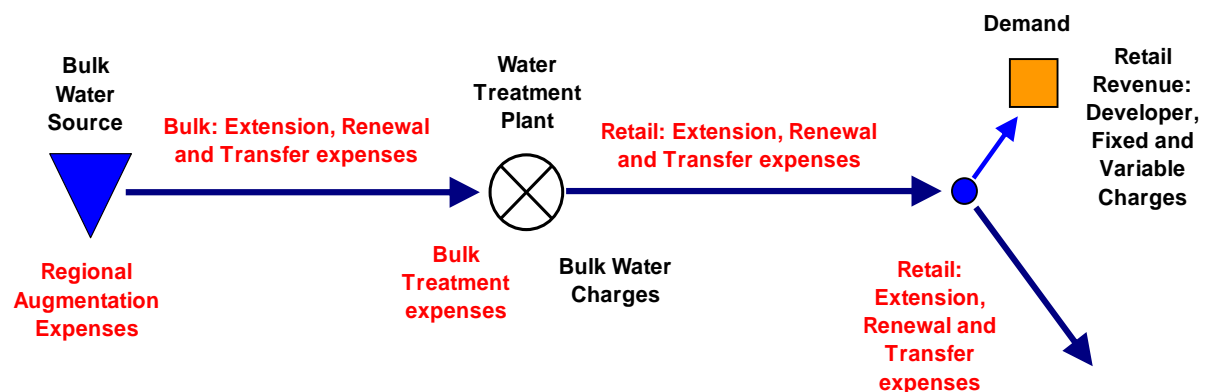 Bulk
Water
Source
Bulk: Extension, Renewal
and Transfer expenses
Regional
Augmentation
Expenses
Water
Treatment
Plant
Bulk
Treatment
expenses
Bulk Water
Charges
Retail: Extension, Renewal
and Transfer expenses
Demand
Retail
Revenue:
Developer,
Fixed and
Variable
Charges
Retail:
Extension,
Renewal and
Transfer
expenses